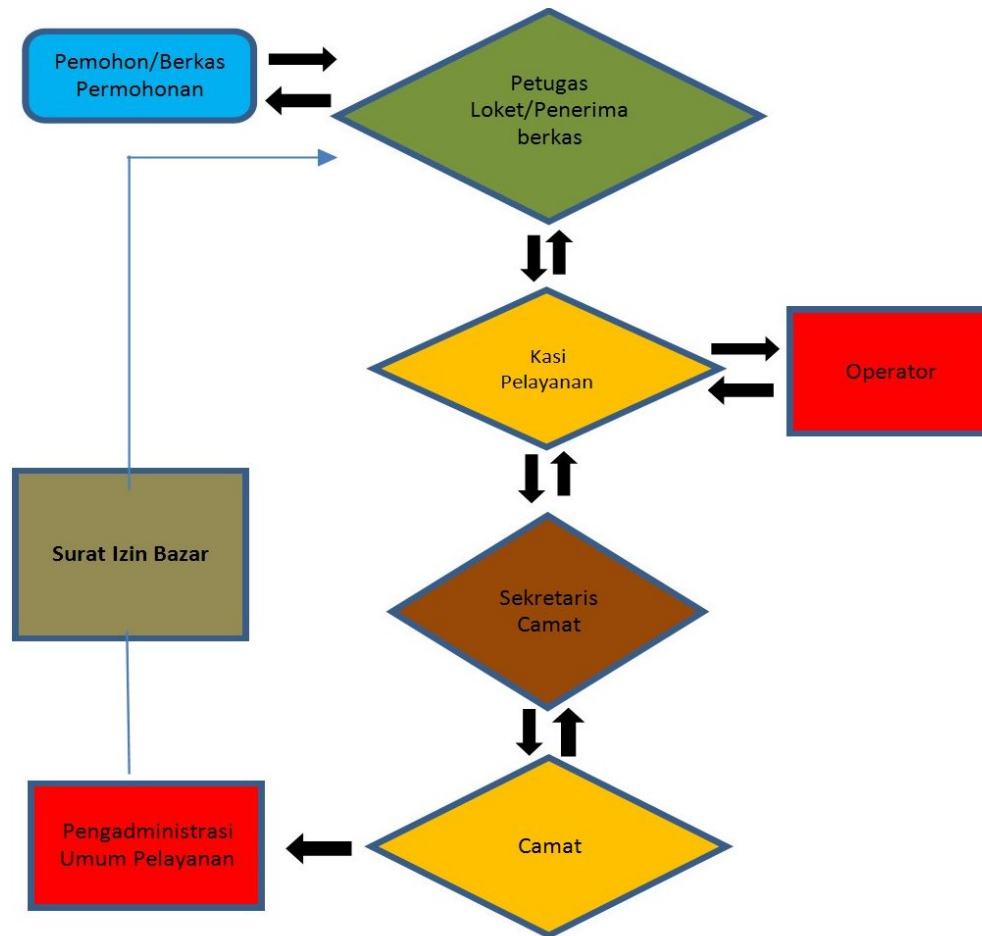 Pemohon/Berkas
Permohonan
Petugas
Loket/Penerima
berkas
Kasi
Pelayanan
Operator
Surat Izin Bazar
Sekretaris
Camat
Pengadministrasi
Umum Pelayanan
Camat